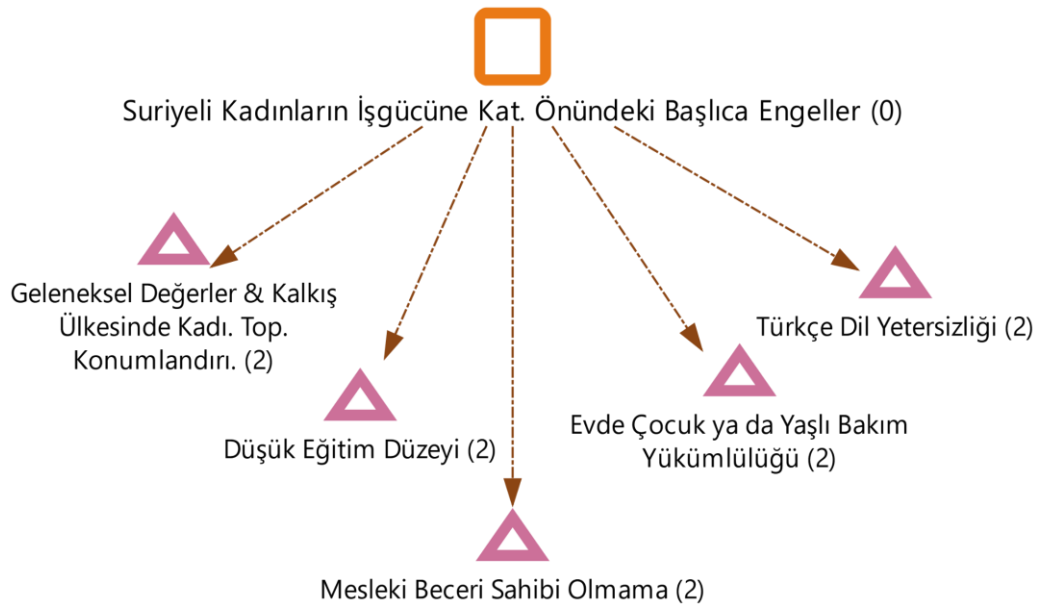 Suriyeli Kadınların İşgücüne Kat. Önündeki Başlıca Engeller (0)
Geleneksel Değerler & Kalkış
Ülkesinde Kadı. Top.
Konumlandırı. (2)
Düşük Eğitim Düzeyi (2)
Mesleki Beceri Sahibi Olmama (2)
Evde Çocuk ya da Yaşlı Bakım
Yükümlülüğü (2)
Türkçe Dil Yetersizliği (2)